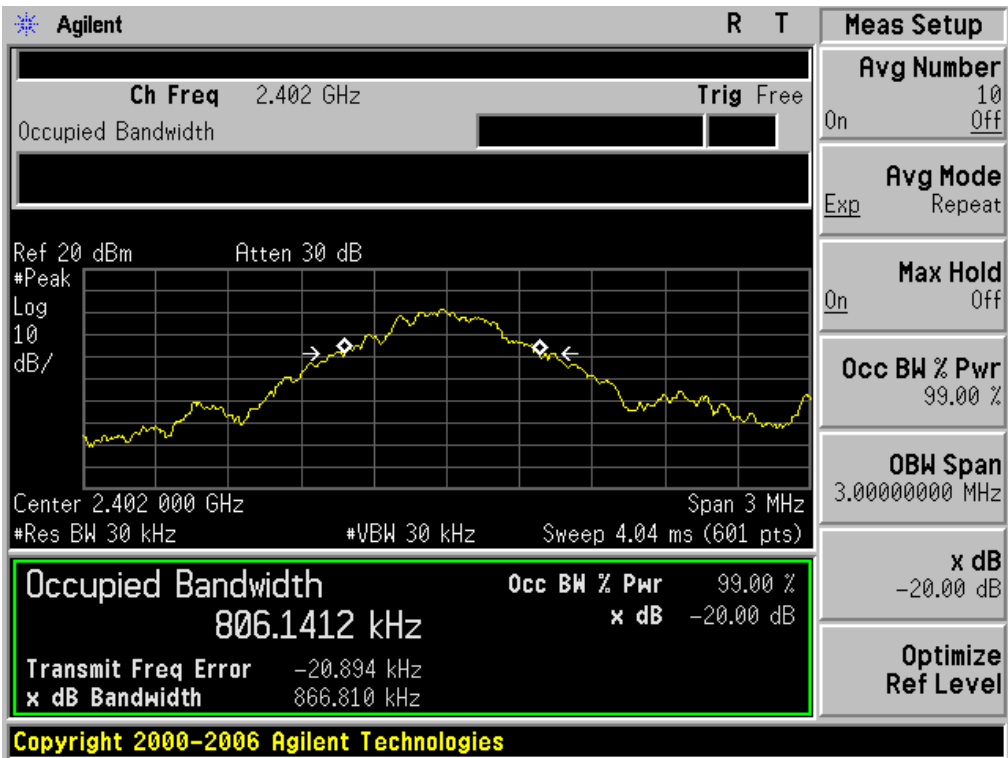 Agilent R T
Ch Freq 2.402 GHz Trig Free
Occupied Bandwidth
Ref 20 dBm Atten 30 dB
#Peak
Log
10
dB/
Center 2.402 000 GHz Span 3 MHz
#Res BW 30 kHz #VBW 30 kHz Sweep 4.04 ms (601 pts)
Occupied Bandwidth Occ BW % Pwr 99.00 %
806.1412 kHz x dB -20.00 dB
Transmit Freq Error -20.894 kHz
x dB Bandwidth 866.810 kHz
Copyright 2000-2006 Agilent Technologies
Meas Setup
Avg Number
10
On Off
Avg Mode
Exp Repeat
Max Hold
On Off
Occ BW % Pwr
99.00 %
OBW Span
3.00000000 MHz
x dB
-20.00 dB
Optimize
Ref Level